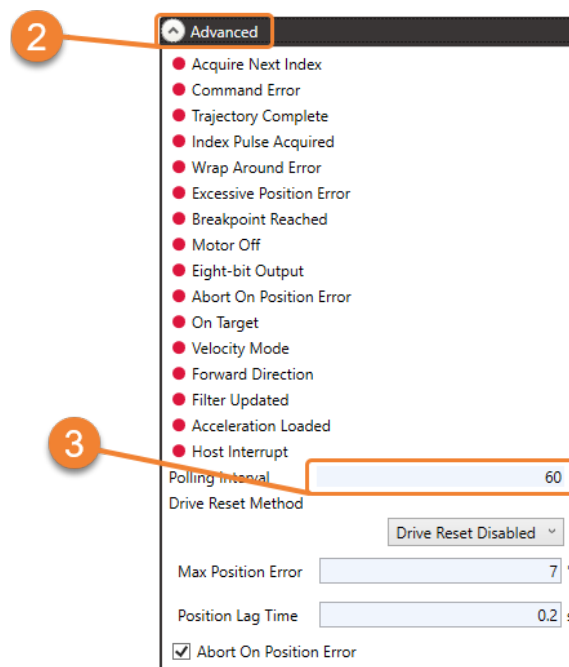 2
Advanced
Acquire Next Index
Command Error
Trajectory Complete
Index Pulse Acquired
Wrap Around Error
Excessive Position Error
Breakpoint Reached
Motor Off
Eight-bit Output
Abort On Position Error
On Target
Velocity Mode
Forward Direction
Filter Updated
Acceleration Loaded
3
Host Interrupt
Polling Interval 60
Drive Reset Method
Drive Reset Disabled
Max Position Error 7
Position Lag Time 0.2
Abort On Position Error